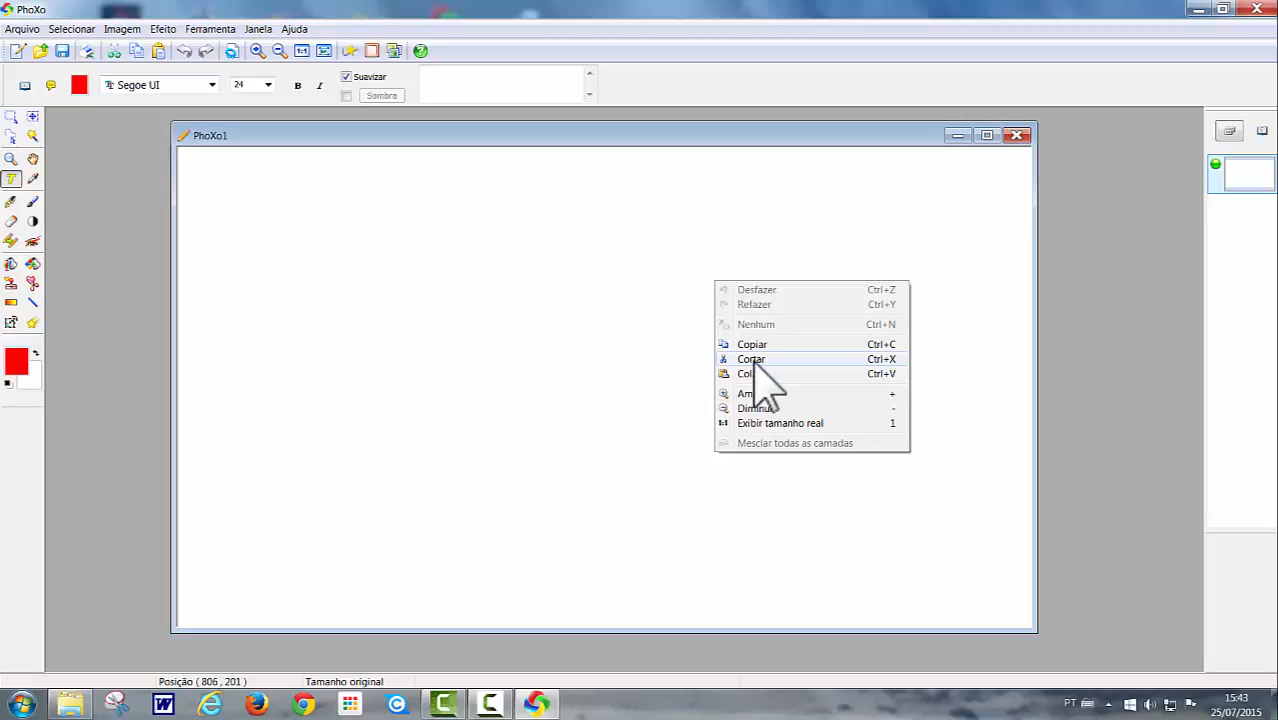 PhoXo
Arquivo Selecionar Imagem Efeito Ferramenta Janela Ajuda
Segoe UI 24 B I Suavizar
Sombra
PhoXo1
Desfazer Ctrl+Z
Refazer Ctrl+Y
Nenhum Ctrl+N
Copiar Ctrl+C
Cortar Ctrl+X
Ctrl+V
+
-
1:1 Exibir tamanho real 1
Mesclar todas as camadas
Posição ( 806 , 201 ) Tamanho original
PT 15:43
25/07/2015